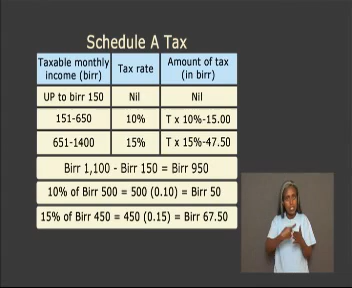 Schedule A Tax
Taxable monthly income (birr) Tax rate Amount of tax (in birr)
UP to birr 150 Nil Nil
151-650 10% T x 10%-15.00
651-1400 15% T x 15%-47.50
Birr 1,100 - Birr 150 = Birr 950
10% of Birr 500 = 500 (0.10) = Birr 50
15% of Birr 450 = 450 (0.15) = Birr 67.50